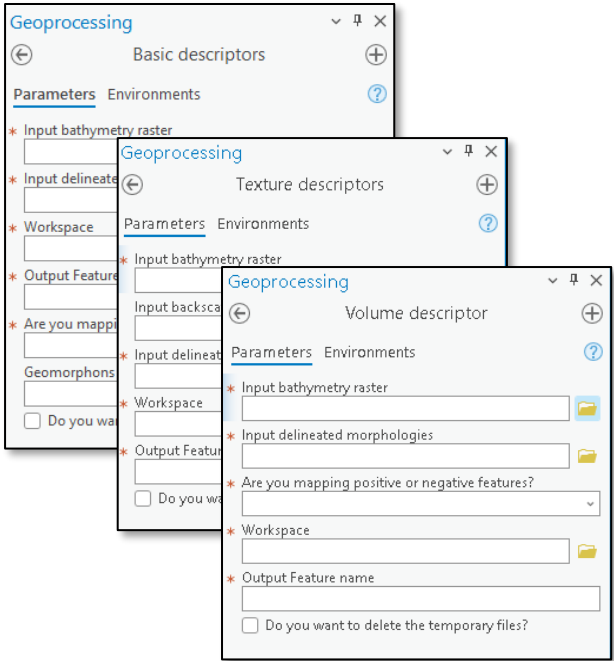 Geoprocessing
Basic descriptors
Parameters Environments
* Input bathymetry raster
* Input delineate
* Workspace
* Output Feature
* Are you mappi
Geomorphons
Do you wa
Geoprocessing
Texture descriptors
Parameters Environments
* Input bathymetry raster
Input backsca
* Input delineat
* Workspace
* Output Featur
Do you w
Geoprocessing
Volume descriptor
Parameters Environments
* Input bathymetry raster
* Input delineated morphologies
* Are you mapping positive or negative features?
* Workspace
* Output Feature name
Do you want to delete the temporary files?